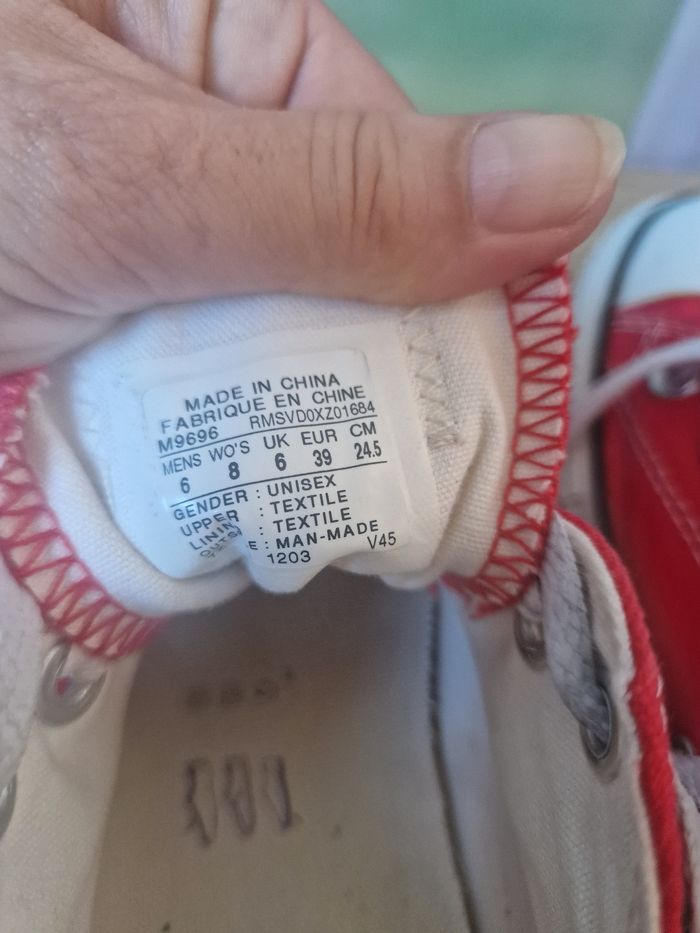 MADE IN CHINA
FABRIQUE EN CHINE
M9696 RMSVD0XZ01684
MENS WO'S UK EUR CM
6 8 6 39 24.5
GENDER : UNISEX
UPPER : TEXTILE
: TEXTILE
: MAN-MADE
1203 V45